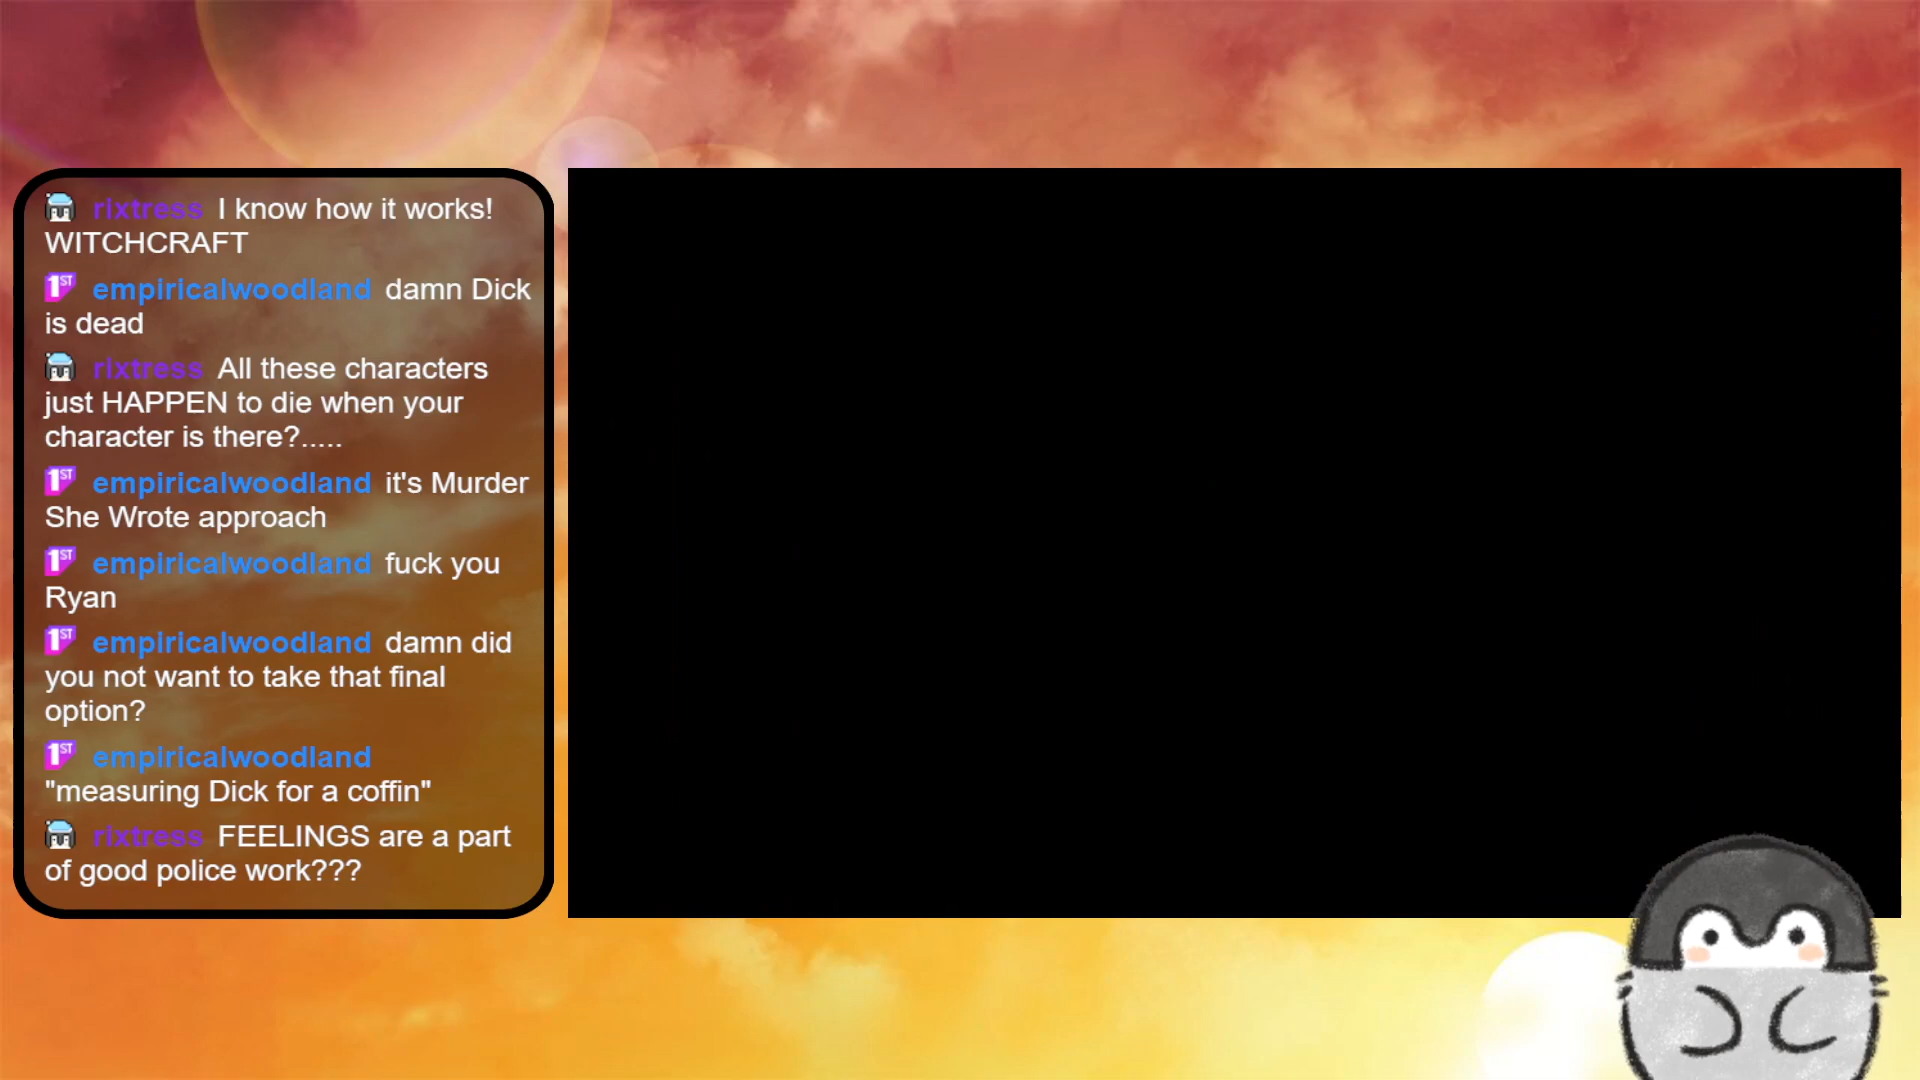 rixtress I know how it works!
WITCHCRAFT
1ST empiricalwoodland damn Dick
is dead
rixtress All these characters
just HAPPEN to die when your
character is there?.....
1ST empiricalwoodland it's Murder
She Wrote approach
1ST empiricalwoodland fuck you
Ryan
1ST empiricalwoodland damn did
you not want to take that final
option?
1ST empiricalwoodland
"measuring Dick for a coffin"
rixtress FEELINGS are a part
of good police work???